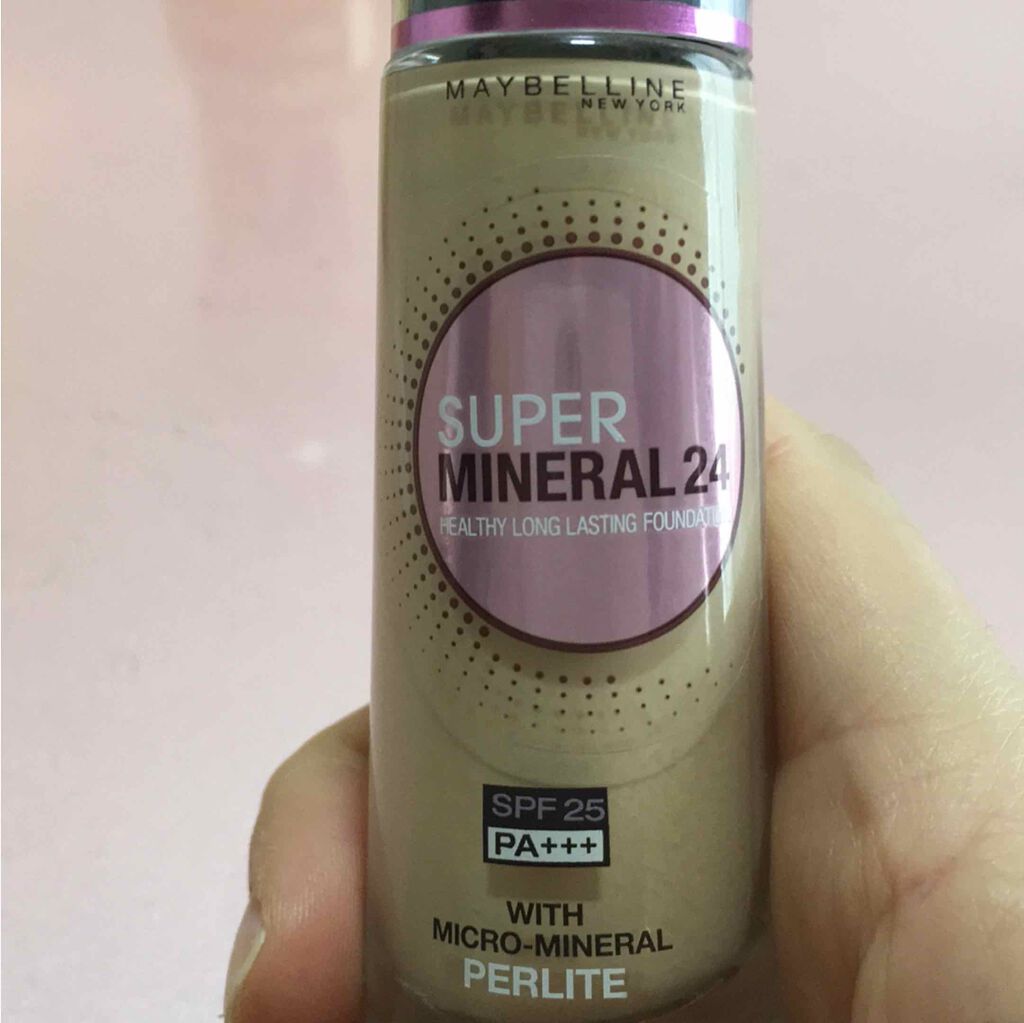 MAYBELLINE
NEW YORK
SUPER
MINERAL 24
HEALTHY LONG LASTING FOUNDATION
SPF 25
PA+++
WITH
MICRO-MINERAL
PERLITE